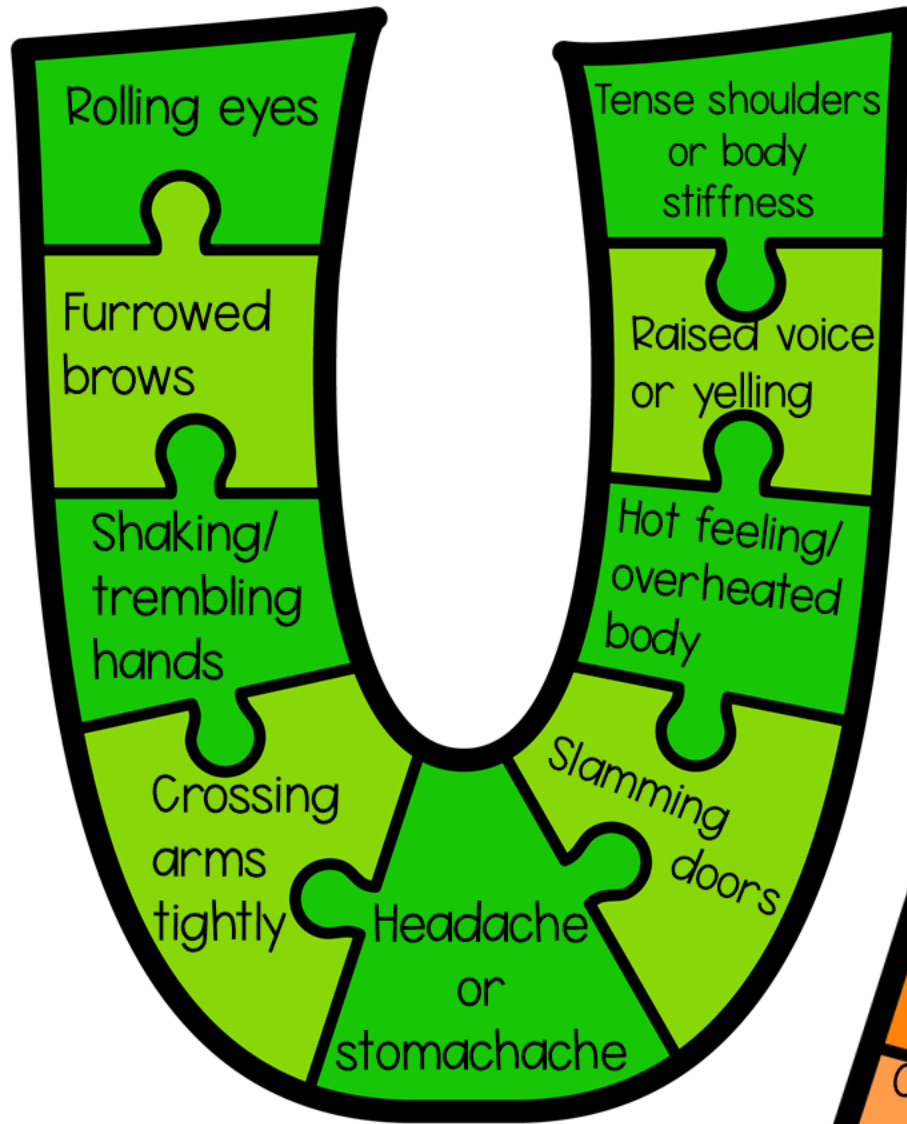 Rolling eyes
Furrowed
brows
Shaking/
trembling
hands
Crossing
arms
tightly
Headache
or
stomachache
Slamming
doors
Hot feeling/
overheated
body
Raised voice
or yelling
Tense shoulders
or body
stiffness